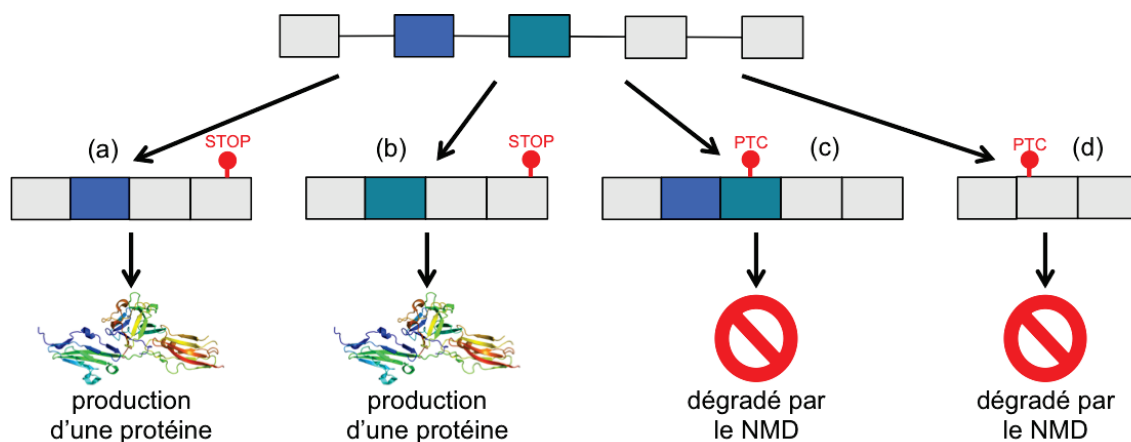 (a)
STOP
(b)
STOP
PTC
(c)
PTC
(d)
production
d'une protéine
production
d'une protéine
dégradé par
le NMD
dégradé par
le NMD